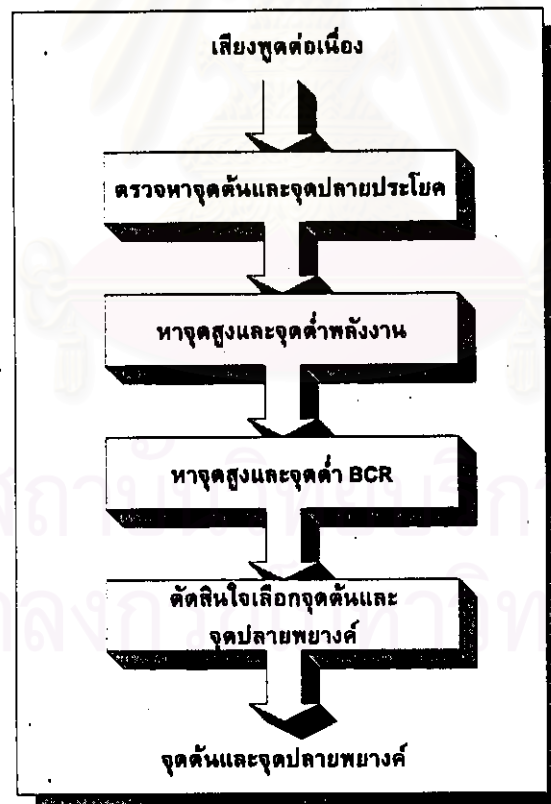 เสียงพูดต่อเนื่อง
ตรวจหาจุดต้นและจุดปลายประโยค
หาจุดสูงและจุดต่ำพลังงาน
หาจุดสูงและจุดต่ำ BCR
ตัดสินใจเลือกจุดต้นและ
จุดปลายพยางค์
จุดต้นและจุดปลายพยางค์